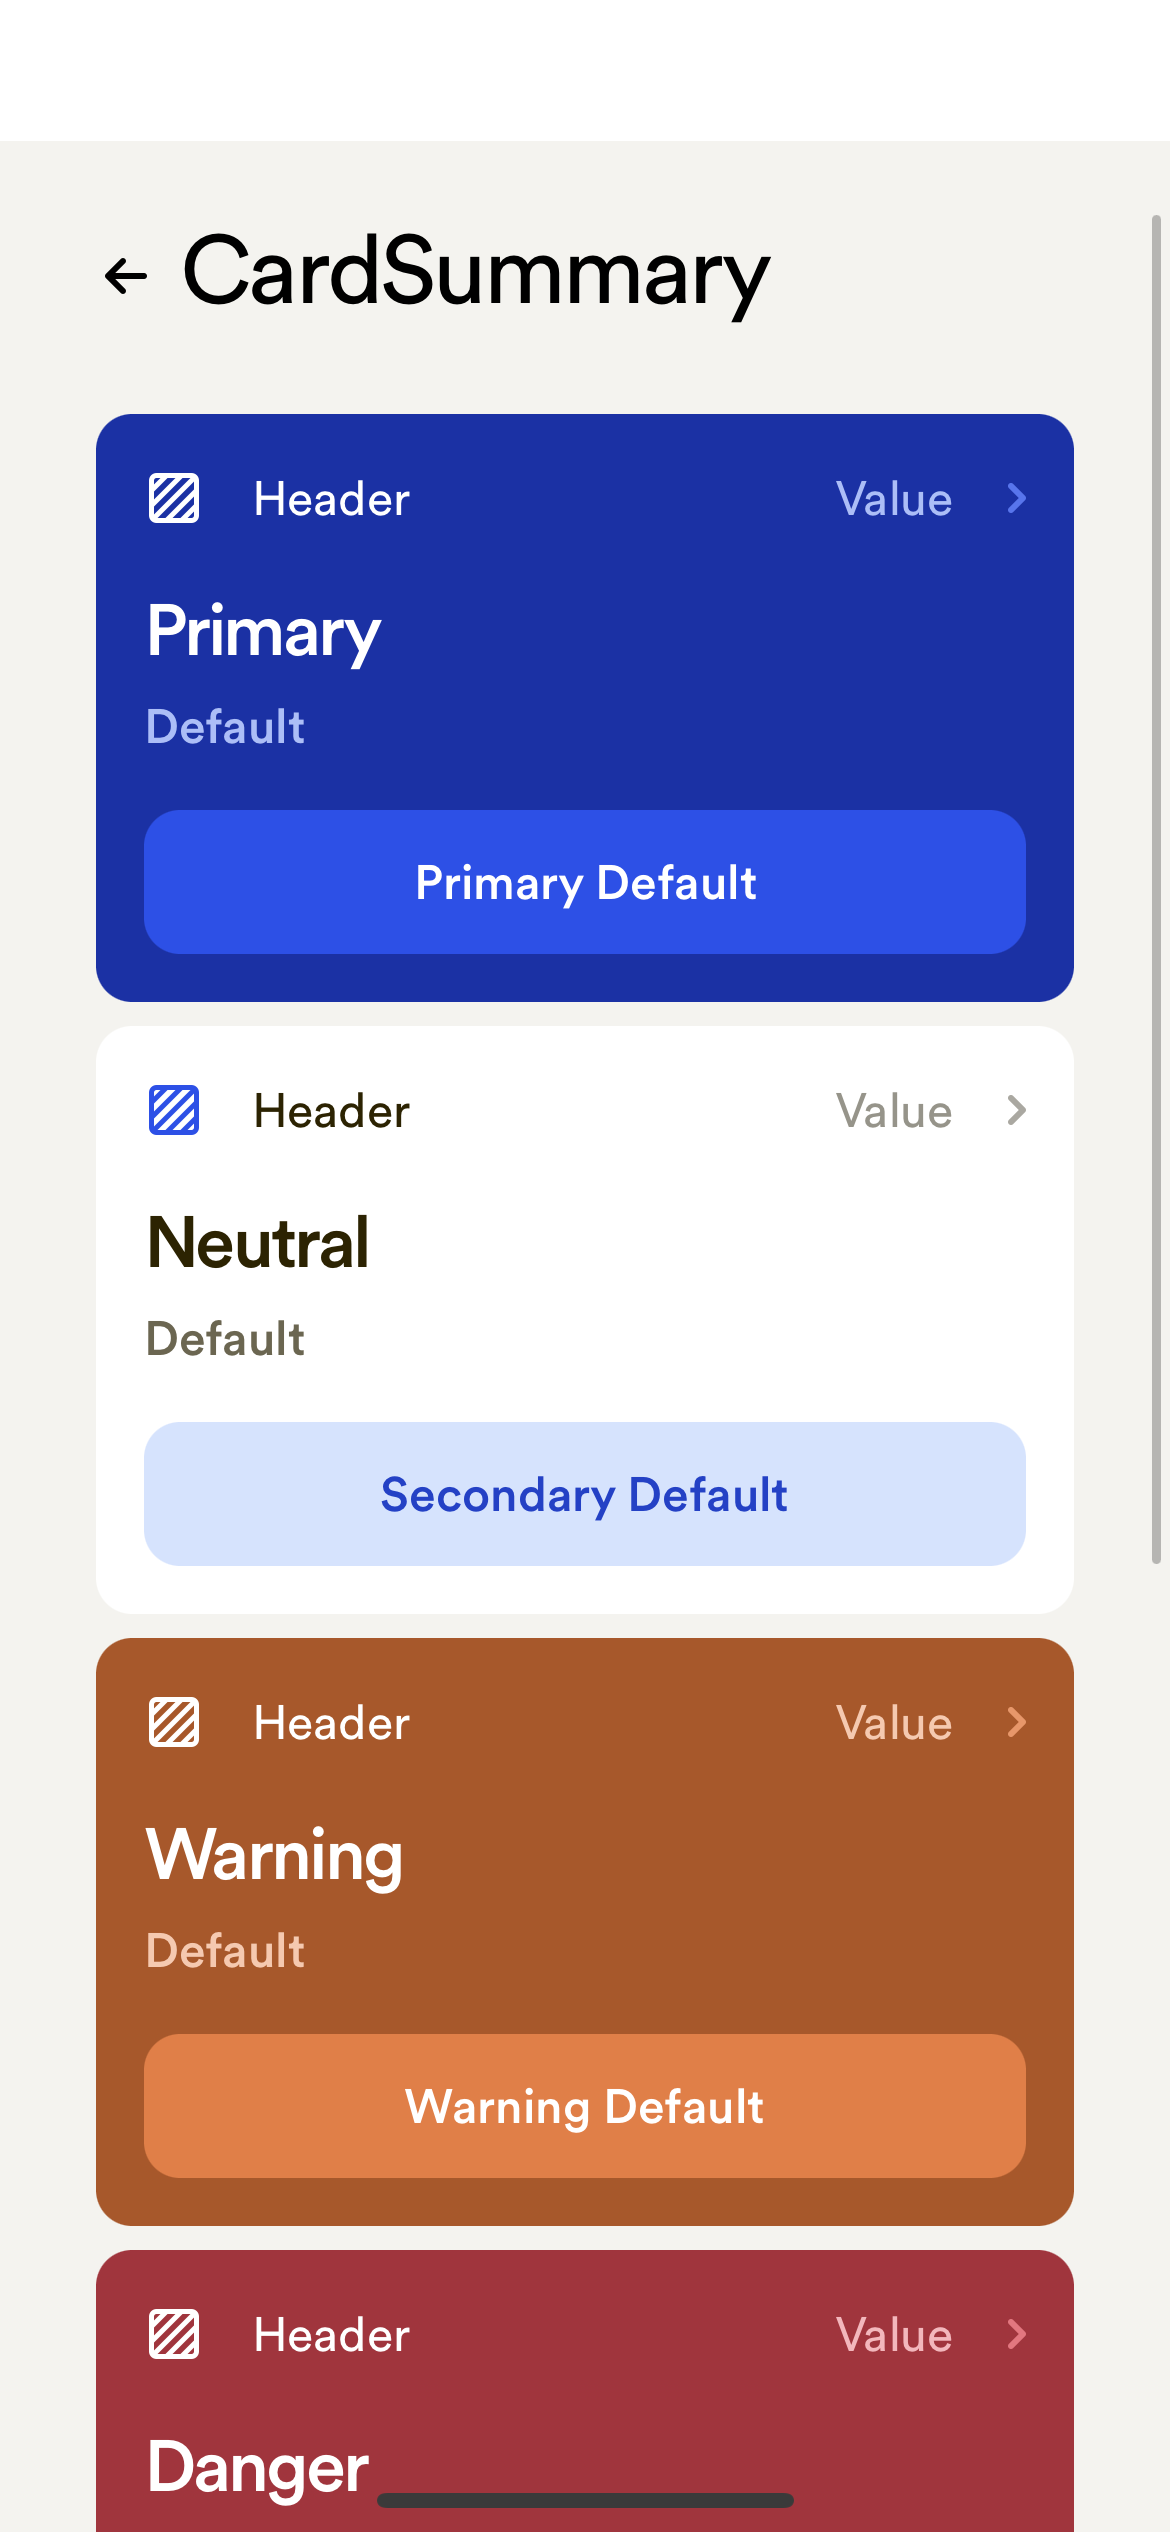 CardSummary
Header Value
Primary
Default
Primary Default
Header Value
Neutral
Default
Secondary Default
Header Value
Warning
Default
Warning Default
Header Value
Danger